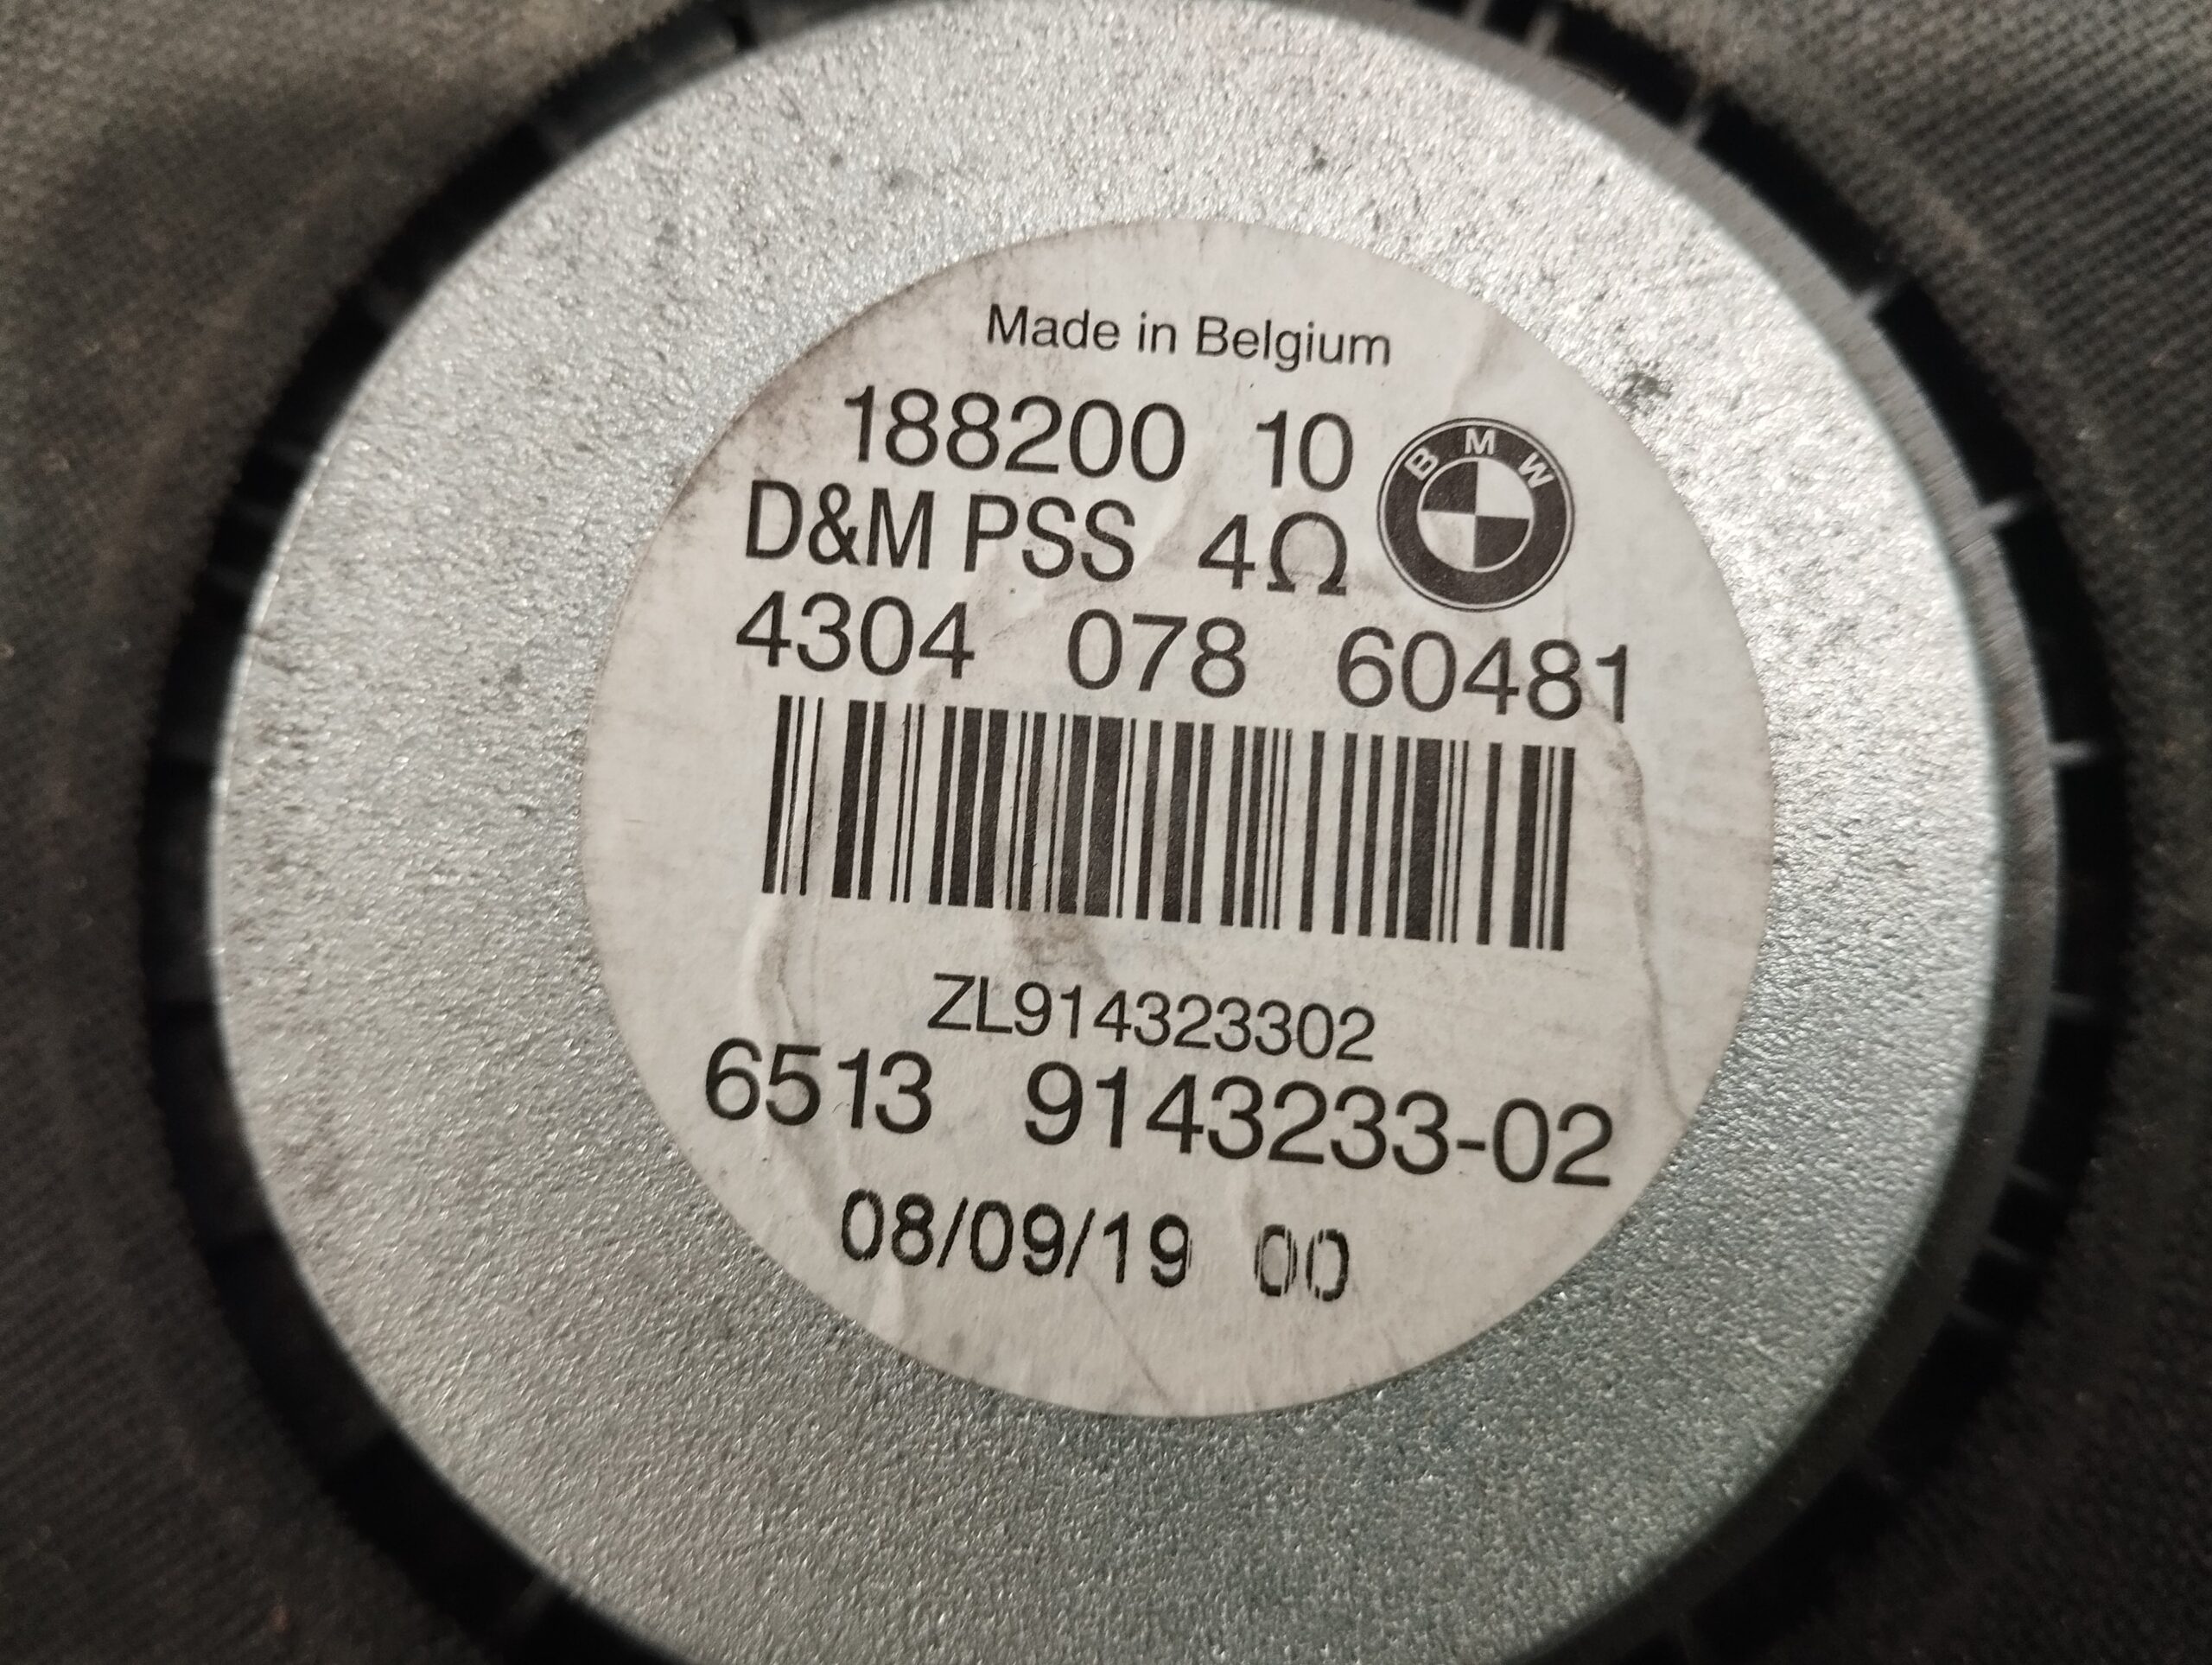 Made in Belgium
188200 10
BMW
D&M PSS 4Ω
4304 078 60481
ZL914323302
6513 9143233-02
08/09/19 00